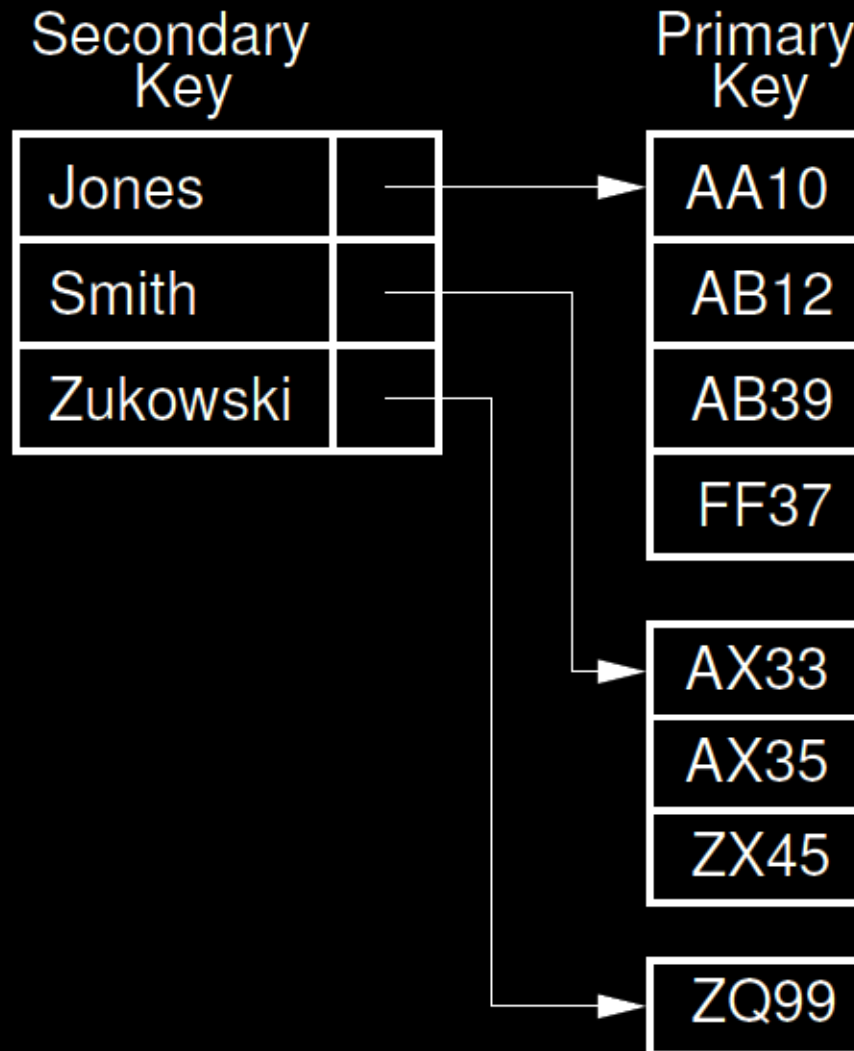 Secondary
Key
Primary
Key
Jones
Smith
Zukowski
AA10
AB12
AB39
FF37
AX33
AX35
ZX45
ZQ99